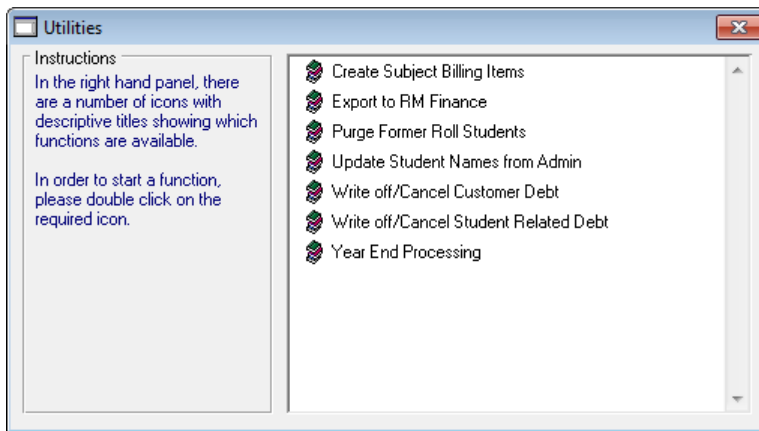 Utilities
Instructions
In the right hand panel, there
are a number of icons with
descriptive titles showing which
functions are available.
In order to start a function,
please double click on the
required icon.
Create Subject Billing Items
Export to RM Finance
Purge Former Roll Students
Update Student Names from Admin
Write off/Cancel Customer Debt
Write off/Cancel Student Related Debt
Year End Processing